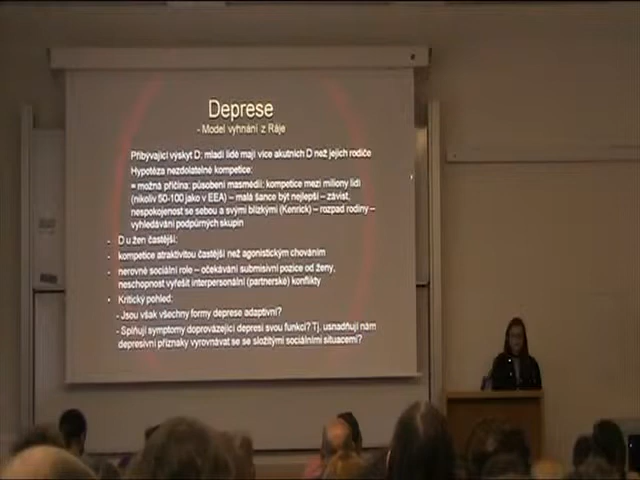 Deprese
- Model vyhnání z Ráje
Přibývající výskyt D: mladí lidé mají více akutních D než jejich rodiče
Hypotéza nezdolatelné kompetice:
= možná příčina: působení masmédií: kompetice mezi miliony lidí
(nikoliv 50-100 jako v EEA) – malá šance být nejlepší – závist,
nespokojenost se sebou a svými blízkými (Kenrick) – rozpad rodiny –
vyhledávání podpůrných skupin
- D u žen častější:
- kompetice atraktivitou častější než agonistickým chováním
- nerovné sociální role – očekávání submisivní pozice od ženy,
neschopnost vyřešit interpersonální (partnerské) konflikty
• Kritický pohled:
- Jsou však všechny formy deprese adaptivní?
- Splňují symptomy doprovázející depresi svou funkci? Tj. usnadňují nám
depresivní příznaky vyrovnávat se se složitými sociálními situacemi?